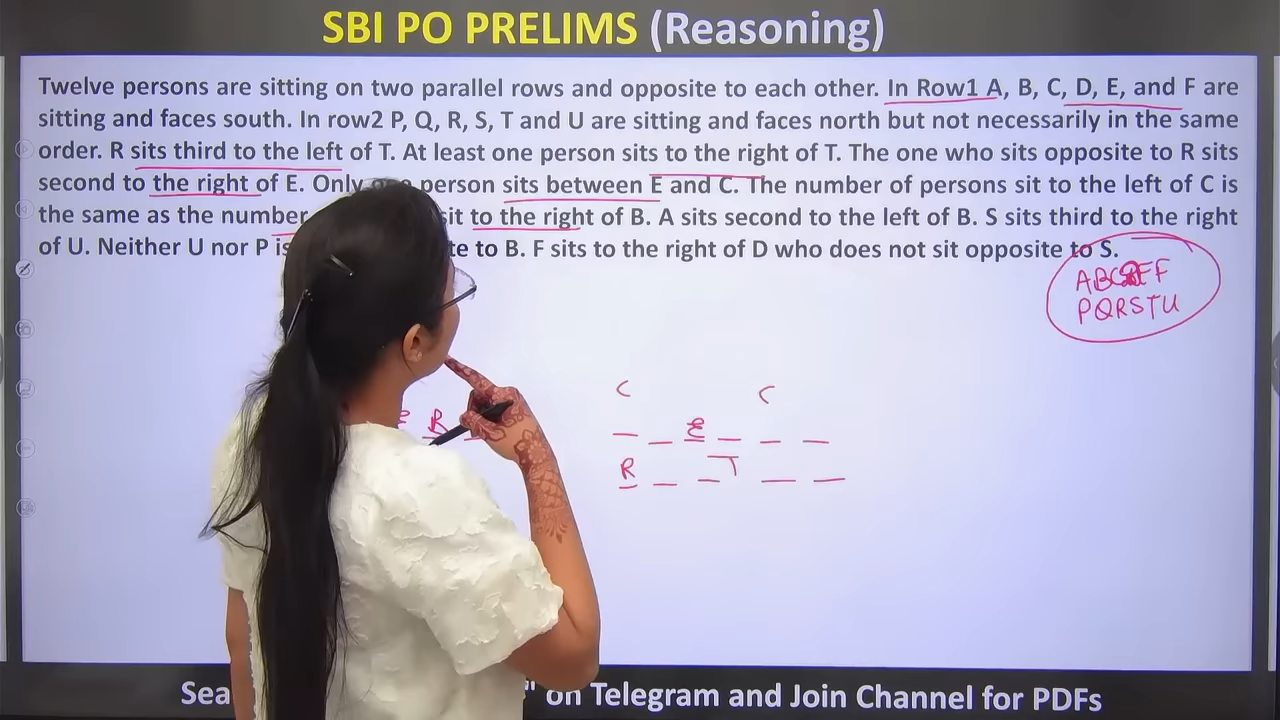 SBI PO PRELIMS (Reasoning)
Twelve persons are sitting on two parallel rows and opposite to each other. In Row1 A, B, C, D, E, and F are
sitting and faces south. In row2 P, Q, R, S, T and U are sitting and faces north but not necessarily in the same
order. R sits third to the left of T. At least one person sits to the right of T. The one who sits opposite to R sits
second to the right of E. Only person sits between E and C. The number of persons sit to the left of C is
the same as the number sit to the right of B. A sits second to the left of B. S sits third to the right
of U. Neither U nor P is te to B. F sits to the right of D who does not sit opposite to S.
ABC EF
PQRSTU
C C
E R
E
R T
Sea " on Telegram and Join Channel for PDFs